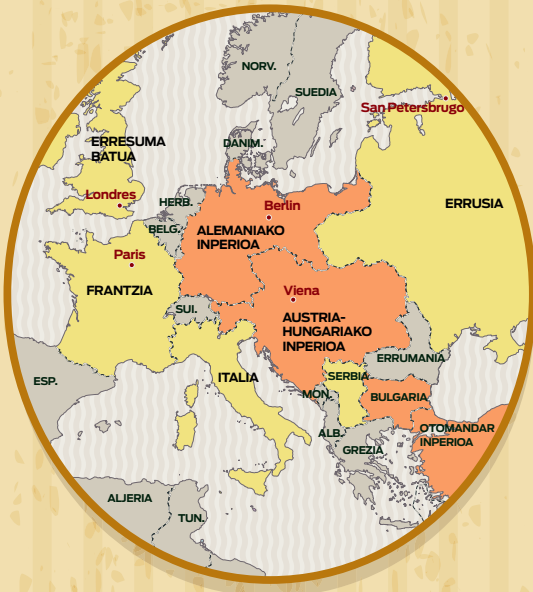 NORV.
SUEDIA
San Petersbrugo
ERRESUMA
BATUA
DANIM.
Londres
HERB.
Berlin
ERRUSIA
BELG.
ALEMANIAKO
INPERIOA
Paris
FRANTZIA
Viena
SUI.
AUSTRIA-
HUNGARIAKO
INPERIOA
ERRUMANIA
ITALIA
SERBIA
ESP.
MON.
BULGARIA
ALB.
OTOMANDAR
INPERIOA
GREZIA
ALJERIA
TUN.